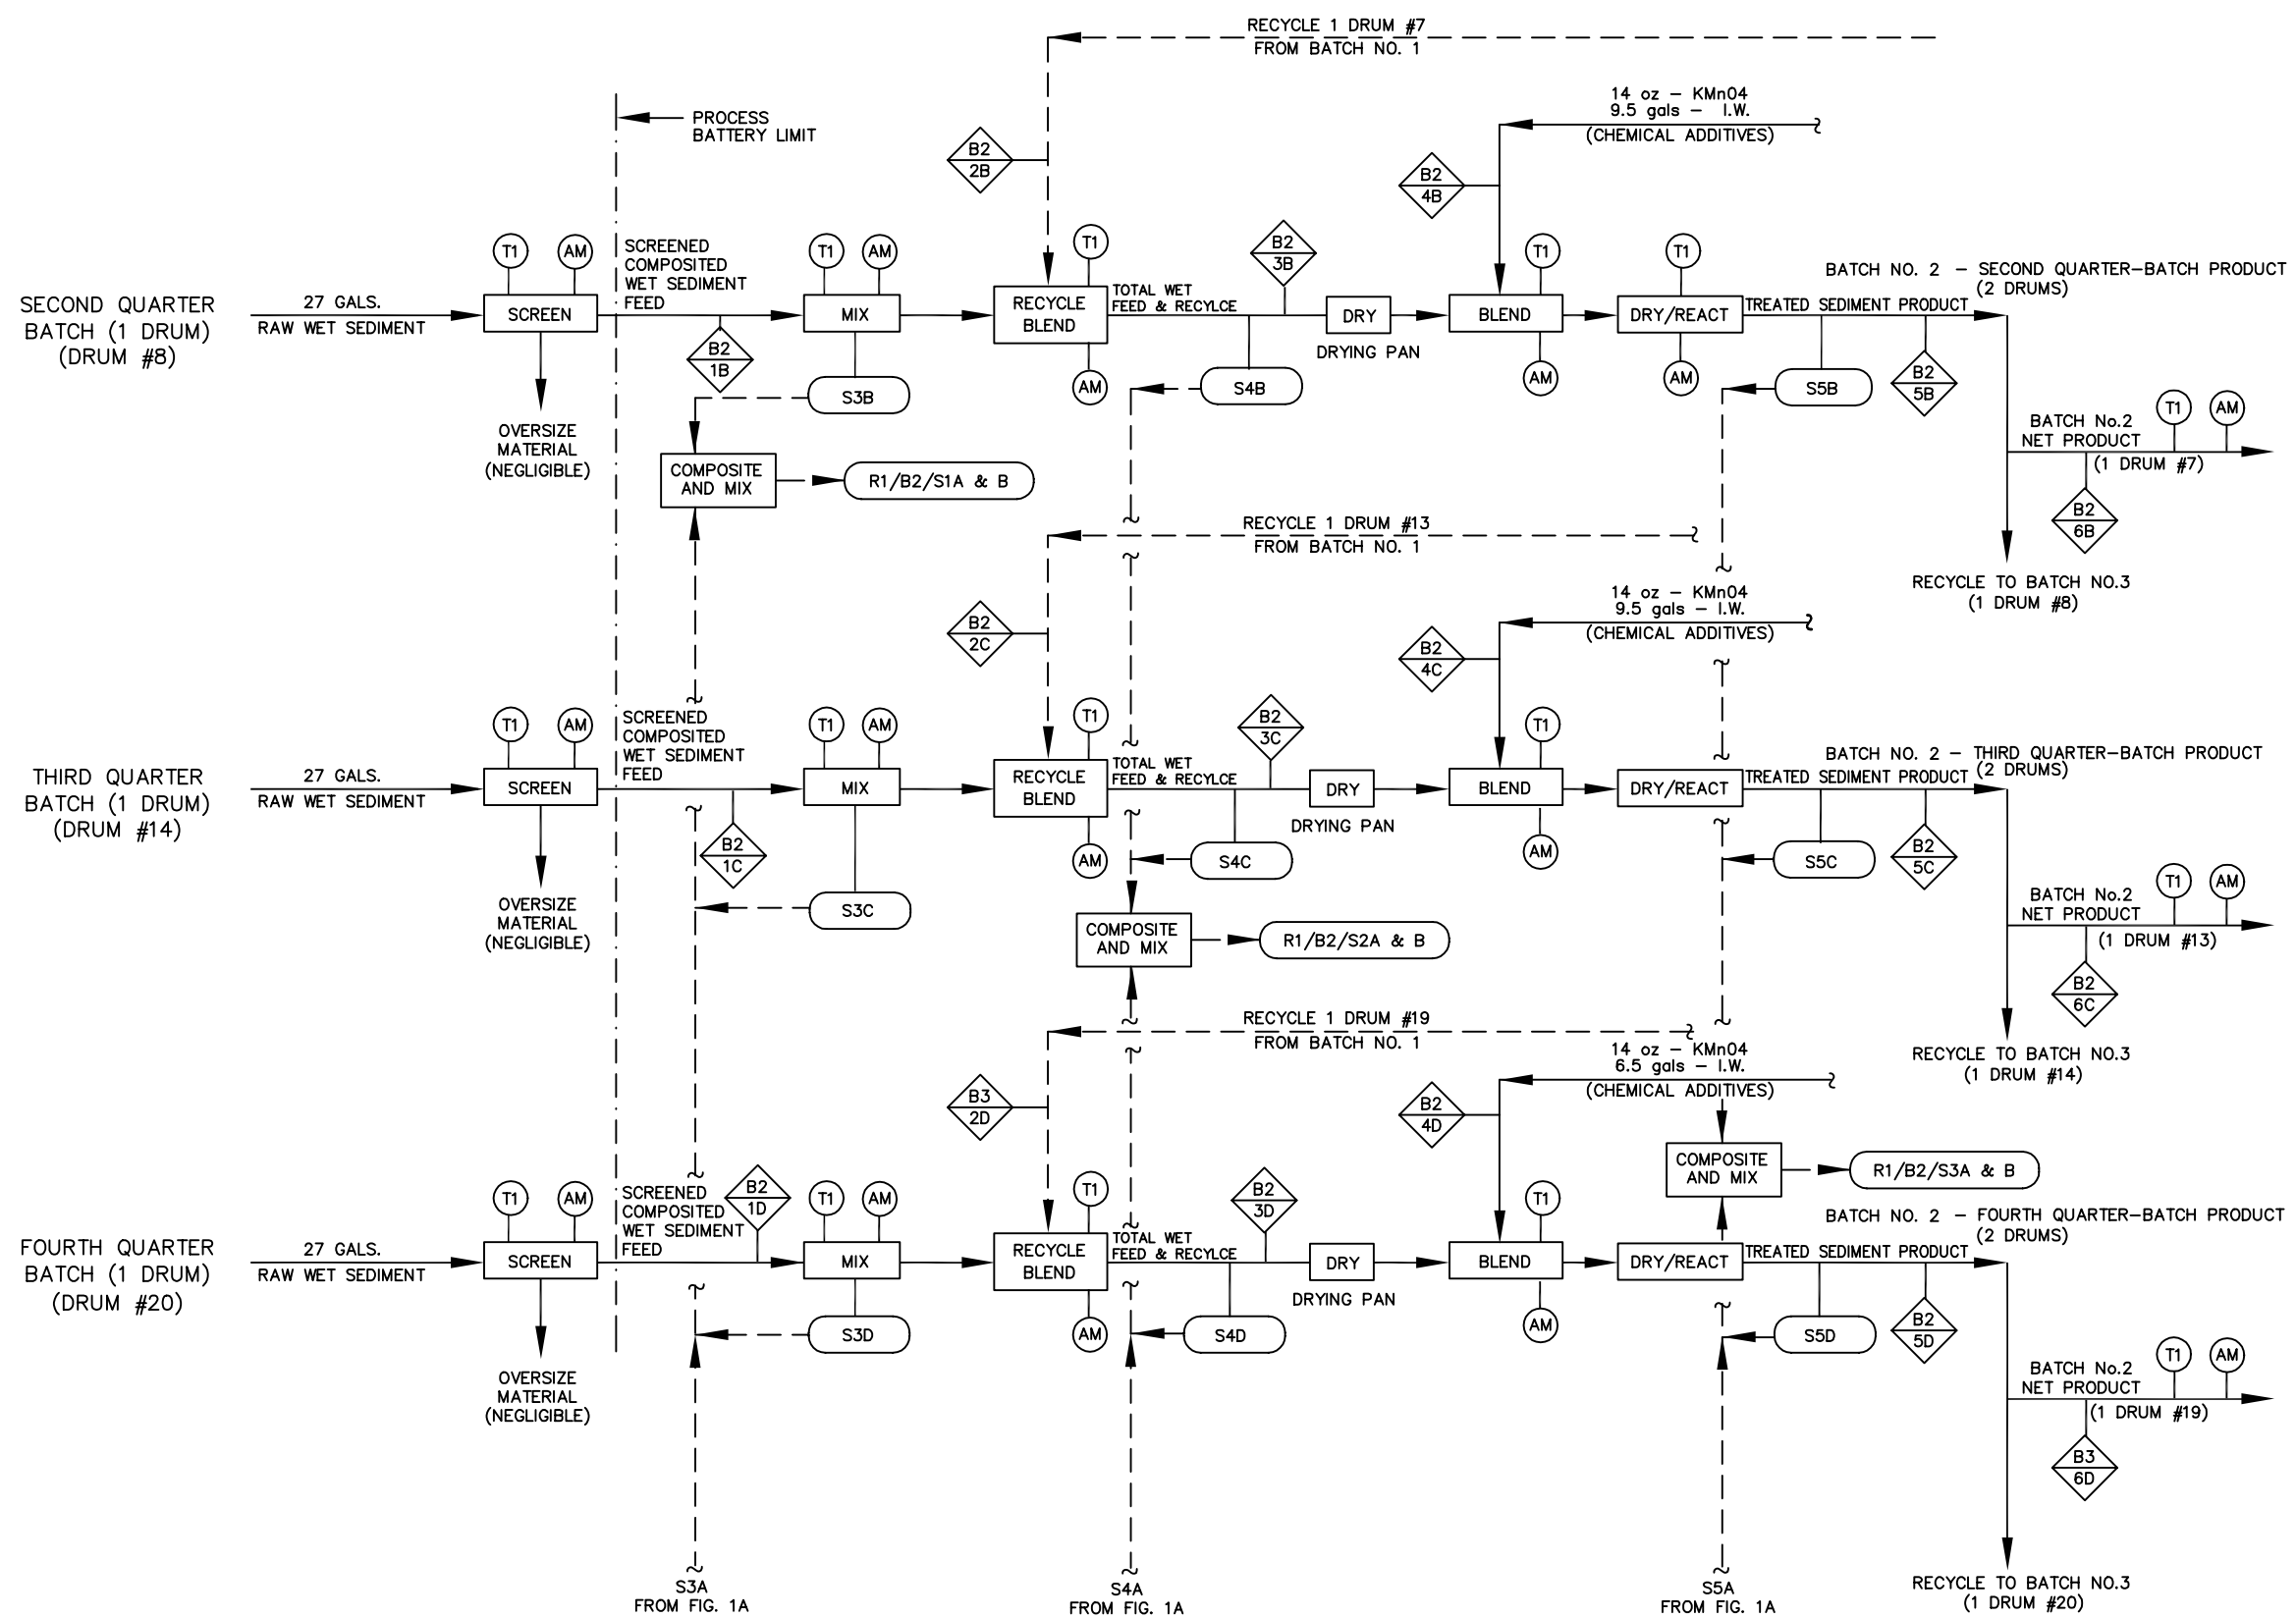 RECYCLE 1 DRUM #7
FROM BATCH NO. 1
PROCESS
BATTERY LIMIT
14 oz – KMn04
9.5 gals – I.W.
(CHEMICAL ADDITIVES)
B2
2B
B2
4B
SECOND QUARTER
BATCH (1 DRUM)
(DRUM #8)
27 GALS.
RAW WET SEDIMENT
T1
AM
SCREEN
SCREENED
COMPOSITED
WET SEDIMENT
FEED
T1
AM
MIX
T1
RECYCLE
BLEND
AM
TOTAL WET
FEED & RECYLCE
B2
3B
DRY
DRYING PAN
T1
BLEND
AM
T1
DRY/REACT
AM
BATCH NO. 2 – SECOND QUARTER–BATCH PRODUCT
(2 DRUMS)
TREATED SEDIMENT PRODUCT
B2
1B
S3B
S4B
S5B
B2
5B
OVERSIZE
MATERIAL
(NEGLIGIBLE)
COMPOSITE
AND MIX
R1/B2/S1A & B
BATCH No.2
NET PRODUCT
T1
AM
(1 DRUM #7)
B2
6B
RECYCLE TO BATCH NO.3
(1 DRUM #8)
RECYCLE 1 DRUM #13
FROM BATCH NO. 1
14 oz – KMn04
9.5 gals – I.W.
(CHEMICAL ADDITIVES)
B2
2C
B2
4C
THIRD QUARTER
BATCH (1 DRUM)
(DRUM #14)
27 GALS.
RAW WET SEDIMENT
T1
AM
SCREEN
SCREENED
COMPOSITED
WET SEDIMENT
FEED
T1
AM
MIX
T1
RECYCLE
BLEND
AM
TOTAL WET
FEED & RECYLCE
B2
3C
DRY
DRYING PAN
T1
BLEND
AM
DRY/REACT
BATCH NO. 2 – THIRD QUARTER–BATCH PRODUCT
(2 DRUMS)
TREATED SEDIMENT PRODUCT
B2
1C
S3C
S4C
S5C
B2
5C
OVERSIZE
MATERIAL
(NEGLIGIBLE)
COMPOSITE
AND MIX
R1/B2/S2A & B
BATCH No.2
NET PRODUCT
T1
AM
(1 DRUM #13)
B2
6C
RECYCLE TO BATCH NO.3
(1 DRUM #14)
RECYCLE 1 DRUM #19
FROM BATCH NO. 1
14 oz – KMn04
6.5 gals – I.W.
(CHEMICAL ADDITIVES)
B3
2D
B2
4D
COMPOSITE
AND MIX
R1/B2/S3A & B
FOURTH QUARTER
BATCH (1 DRUM)
(DRUM #20)
27 GALS.
RAW WET SEDIMENT
T1
AM
SCREEN
SCREENED
COMPOSITED
WET SEDIMENT
FEED
B2
1D
T1
AM
MIX
T1
RECYCLE
BLEND
AM
TOTAL WET
FEED & RECYLCE
B2
3D
DRY
DRYING PAN
T1
BLEND
AM
DRY/REACT
BATCH NO. 2 – FOURTH QUARTER–BATCH PRODUCT
(2 DRUMS)
TREATED SEDIMENT PRODUCT
S3D
S4D
S5D
B2
5D
OVERSIZE
MATERIAL
(NEGLIGIBLE)
BATCH No.2
NET PRODUCT
T1
AM
(1 DRUM #19)
B3
6D
S3A
FROM FIG. 1A
S4A
FROM FIG. 1A
S5A
FROM FIG. 1A
RECYCLE TO BATCH NO.3
(1 DRUM #20)